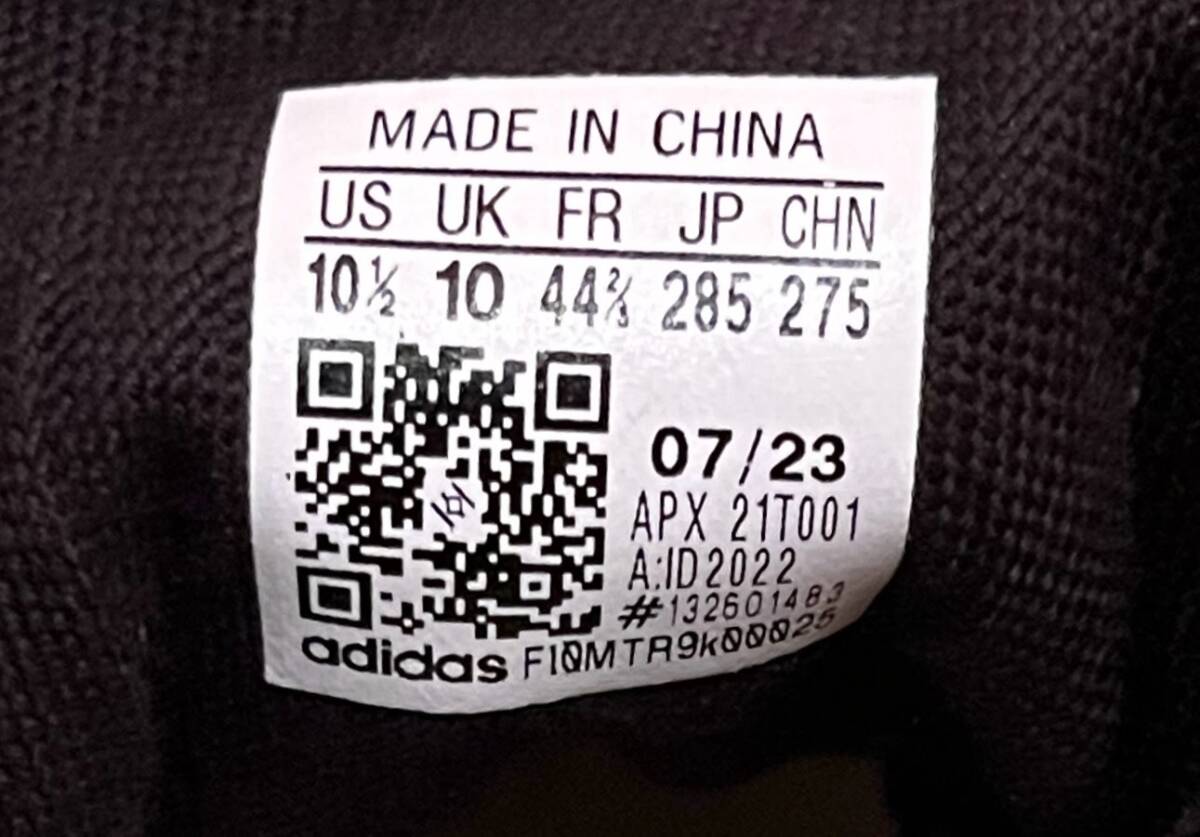 MADE IN CHINA
US UK FR JP CHN
10½ 10 44⅔ 285 275
07/23
APX 21T001
A:ID2022
#132601483
adidas FI0MTR9k00025